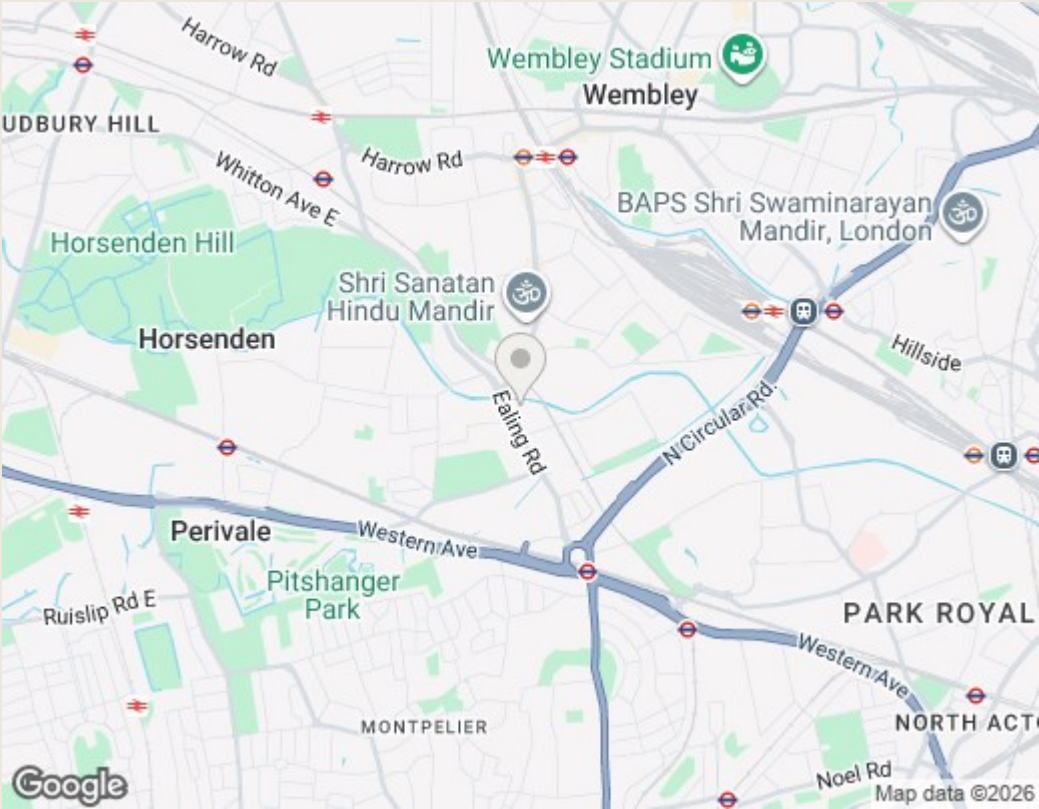 Harrow Rd
Wembley Stadium
Wembley
UDBURY HILL
Harrow Rd
Whitton Ave E
BAPS Shri Swaminarayan
Mandir, London
Horsenden Hill
Shri Sanatan
Hindu Mandir
Horsenden
Hillside
Ealing Rd
N Circular Rd.
Perivale
Western Ave
Pitshanger
Park
Ruislip Rd E
PARK ROYAL
Western Ave
MONTPELIER
NORTH ACTO
Noel Rd
Google
Map data ©2026